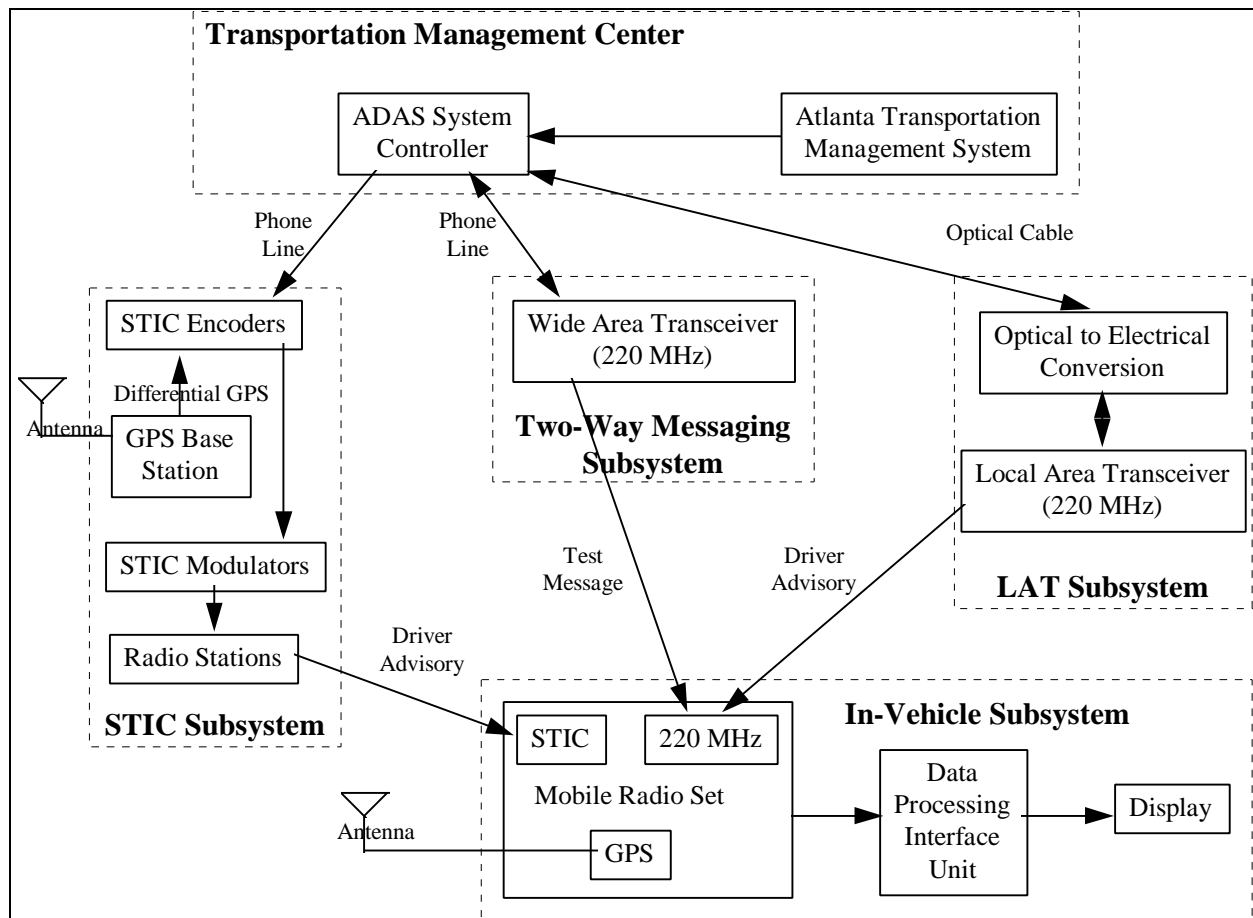 Transportation Management Center
ADAS System
Controller
Atlanta Transportation
Management System
Phone
Line
Phone
Line
Optical Cable
STIC Encoders
Differential GPS
Antenna
GPS Base
Station
STIC Modulators
Radio Stations
STIC Subsystem
Wide Area Transceiver
(220 MHz)
Two-Way Messaging
Subsystem
Optical to Electrical
Conversion
Local Area Transceiver
(220 MHz)
LAT Subsystem
Test
Message
Driver
Advisory
Driver
Advisory
In-Vehicle Subsystem
STIC
220 MHz
Mobile Radio Set
GPS
Antenna
Data
Processing
Interface
Unit
Display